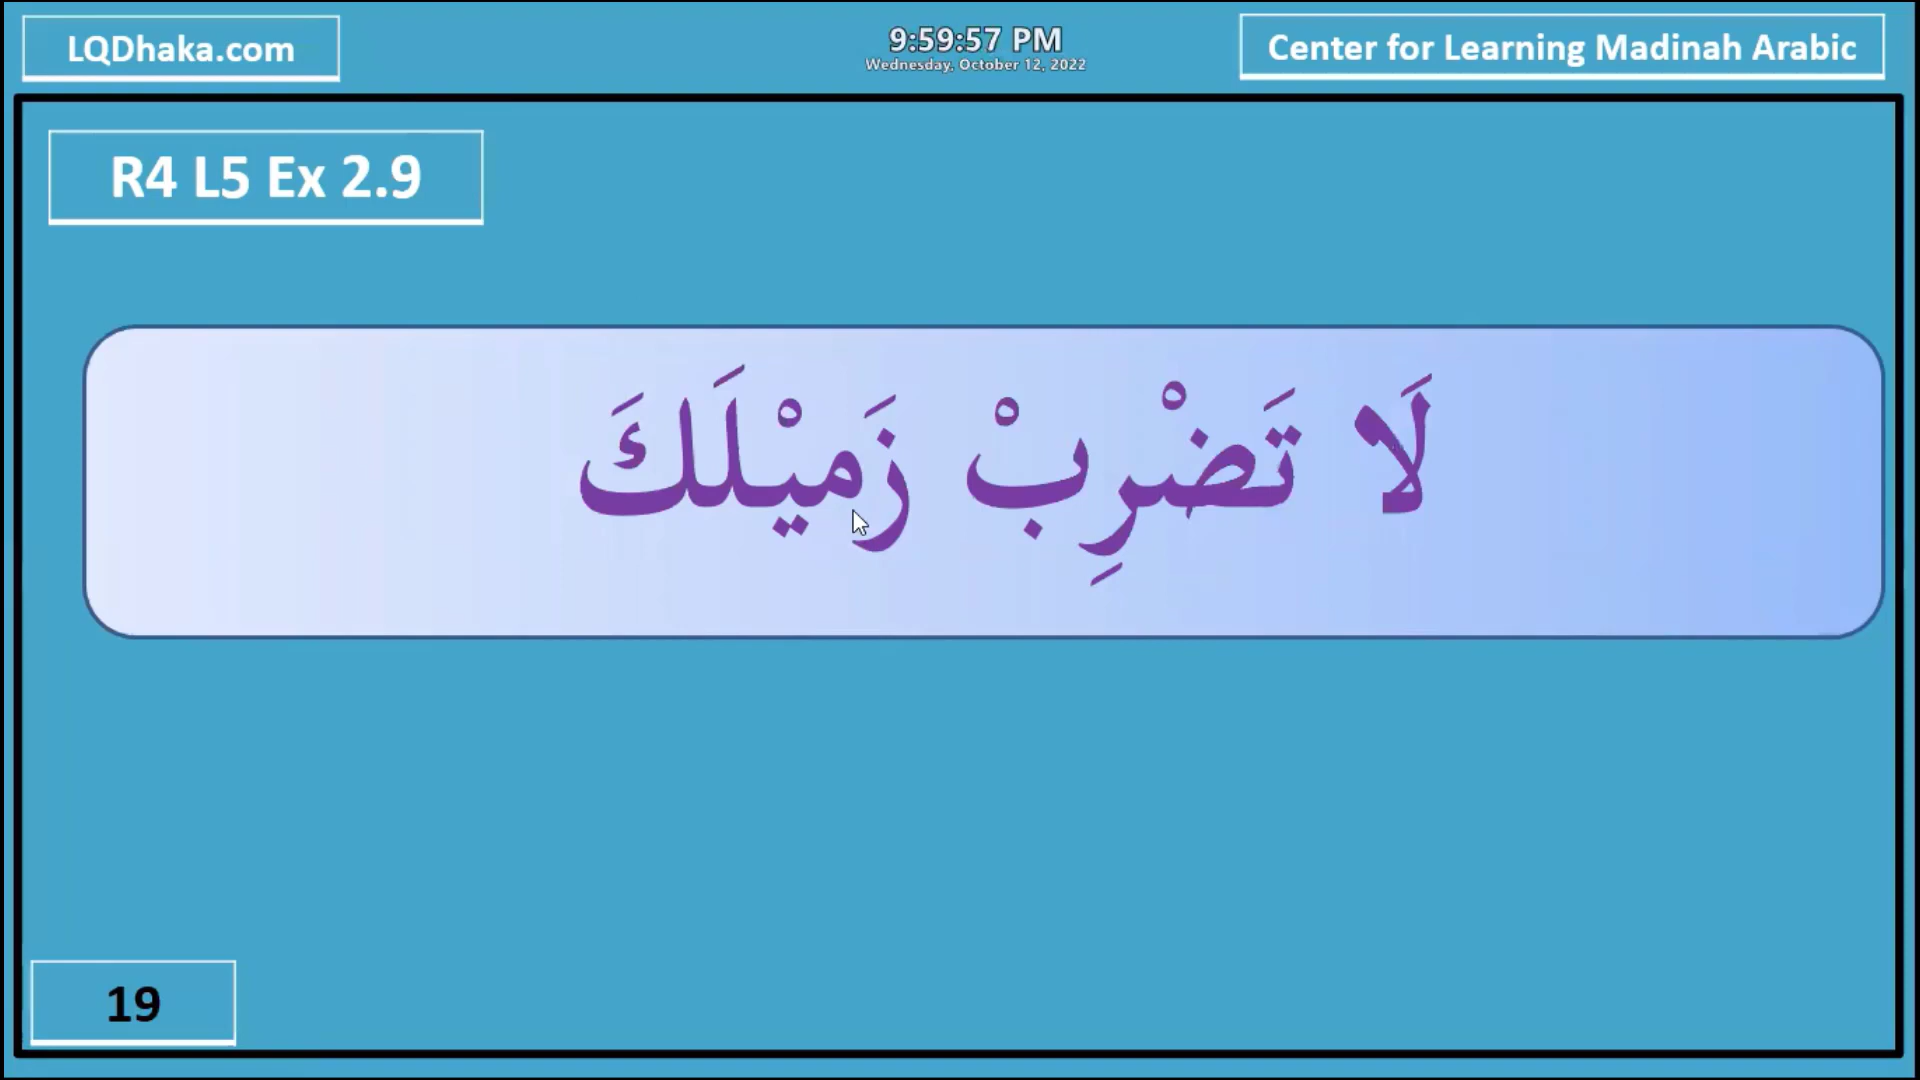 LQDhaka.com
9:59:57 PM
Wednesday, October 12, 2022
Center for Learning Madinah Arabic
R4 L5 Ex 2.9
لَا تَضْرِبْ زَميْلَكَ
19